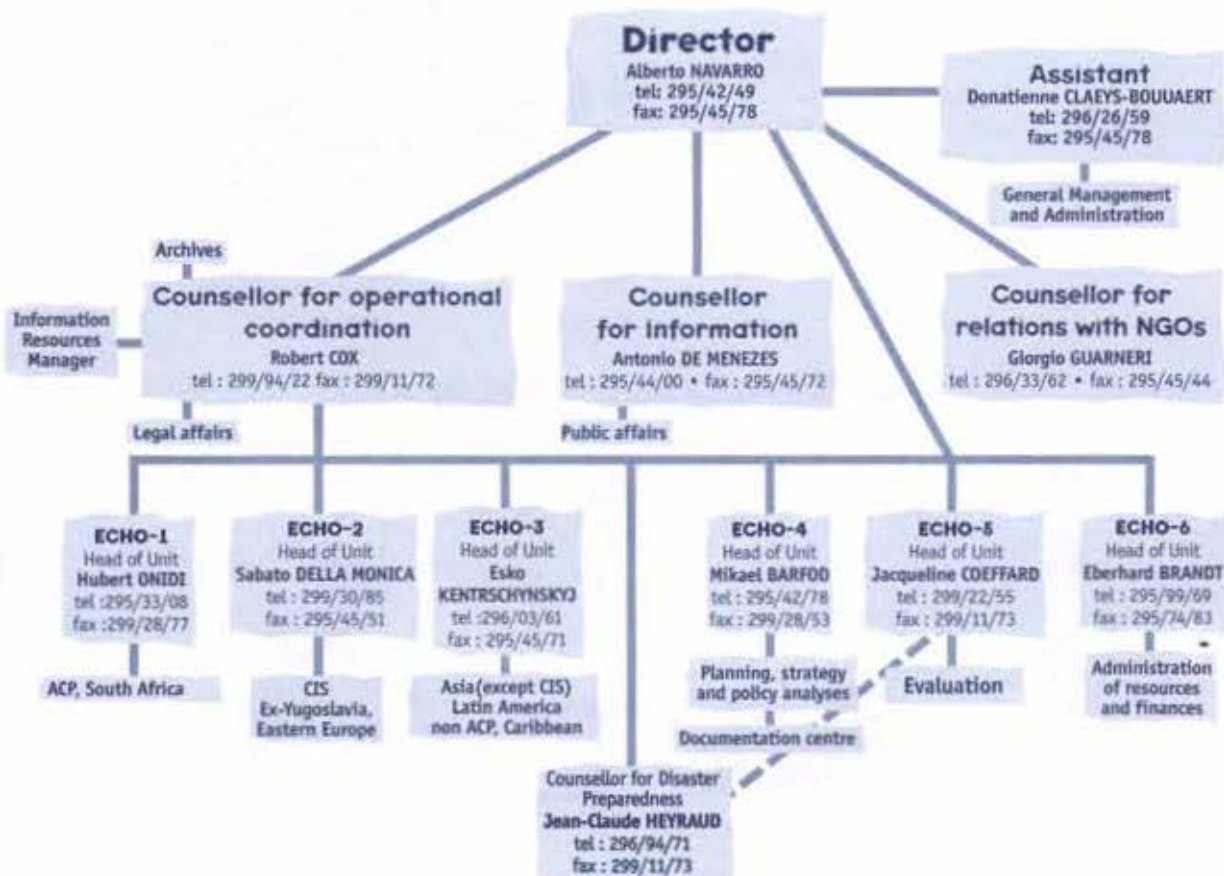 Director
Alberto NAVARRO
tel: 295/42/49
fax: 295/45/78
Assistant
Donatienne CLAEYS-BOUUAERT
tel: 296/26/59
fax: 295/45/78
General Management
and Administration
Archives
Information
Resources
Manager
Counsellor for operational
coordination
Robert COX
tel : 299/94/22 fax : 299/11/72
Legal affairs
Counsellor
for Information
Antonio DE MENEZES
tel : 295/44/00 • fax : 295/45/72
Public affairs
Counsellor for
relations with NGOs
Giorgio GUARNERI
tel : 296/33/62 • fax : 295/45/44
ECHO-1
Head of Unit
Hubert ONIDI
tel :295/33/08
fax :299/28/77
ACP, South Africa
ECHO-2
Head of Unit
Sabato DELLA MONICA
tel : 299/30/85
fax : 295/45/51
CIS
Ex-Yugoslavia,
Eastern Europe
ECHO-3
Head of Unit
Esko
KENTRSCHYNSKYJ
tel :296/03/61
fax : 295/45/71
Asia(except CIS)
Latin America
non ACP, Caribbean
ECHO-4
Head of Unit
Mikael BARFOD
tel : 295/42/78
fax : 299/28/53
Planning, strategy
and policy analyses
Documentation centre
ECHO-5
Head of Unit
Jacqueline COEFFARD
tel : 299/22/55
fax : 299/11/73
Evaluation
ECHO-6
Head of Unit
Eberhard BRANDT
tel : 295/99/69
fax : 295/74/83
Administration
of resources
and finances
Counsellor for Disaster
Preparedness
Jean-Claude HEYRAUD
tel : 296/94/71
fax : 299/11/73